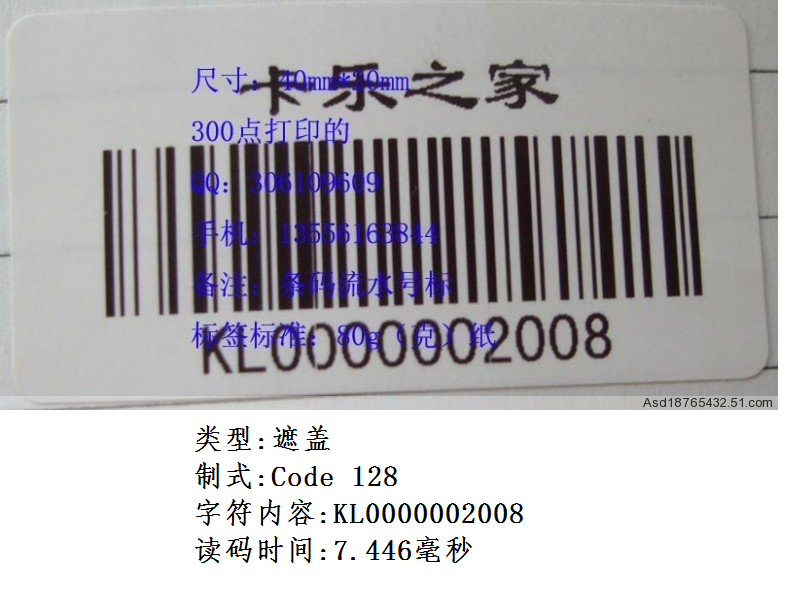 卡乐之家
尺寸：40mm*20mm
300点打印的
QQ：306109609
手机：13556163844
备注：条码流水号标
标签标准：80g（克）纸
KL0000002008
Asd18765432.51.com
类型:遮盖
制式:Code 128
字符内容:KL0000002008
读码时间:7.446毫秒